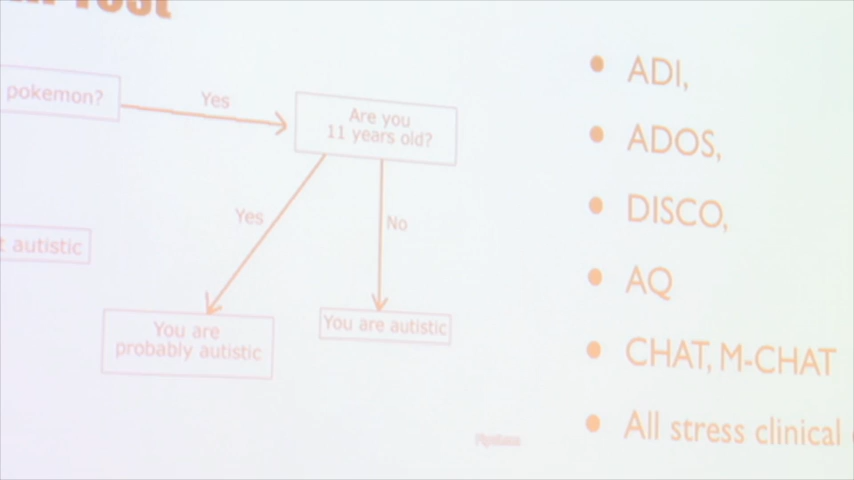 pokemon?
Yes
Are you
11 years old?
Yes
No
autistic
You are
probably autistic
You are autistic
• ADI,
• ADOS,
• DISCO,
• AQ
• CHAT, M-CHAT
• All stress clinical